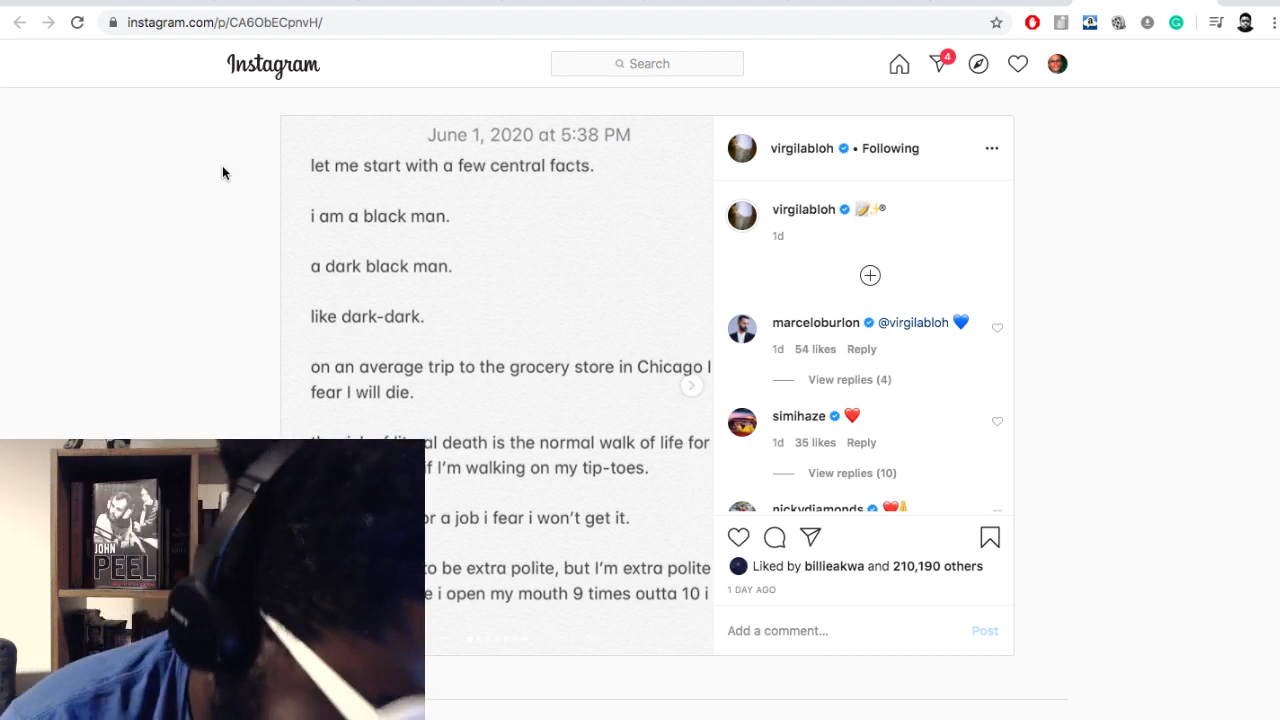 instagram.com/p/CA6ObECpnvH/
Instagram
Search
4
June 1, 2020 at 5:38 PM
let me start with a few central facts.
i am a black man.
a dark black man.
like dark-dark.
on an average trip to the grocery store in Chicago I
fear I will die.
death is the normal walk of life for
if I'm walking on my tip-toes.
or a job i fear i won't get it.
to be extra polite, but I'm extra polite
i open my mouth 9 times outta 10 i
virgilabloh • Following
virgilabloh
1d
marceloburlon @virgilabloh 💙
1d 54 likes Reply
View replies (4)
simihaze ❤️
1d 35 likes Reply
View replies (10)
nickydiamonds
Liked by billieakwa and 210,190 others
1 DAY AGO
Add a comment... Post
JOHN
PEEL